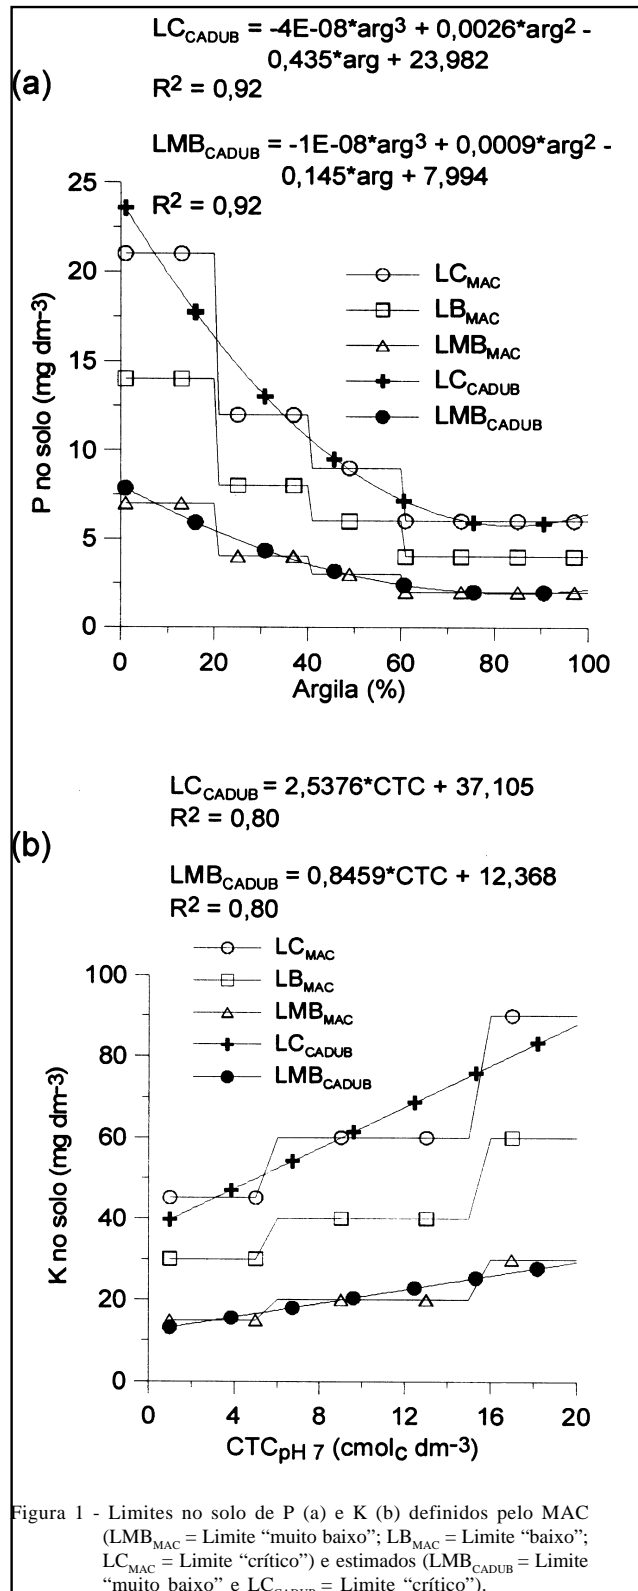 LC_CADUB = -4E-08*arg³ + 0,0026*arg² -
0,435*arg + 23,982
(a)
R² = 0,92
LMB_CADUB = -1E-08*arg³ + 0,0009*arg² -
0,145*arg + 7,994
R² = 0,92
25
20
15
10
5
0
P no solo (mg dm-3)
LC_MAC
LB_MAC
LMB_MAC
LC_CADUB
LMB_CADUB
0 20 40 60 80 100
Argila (%)
LC_CADUB = 2,5376*CTC + 37,105
R² = 0,80
(b)
LMB_CADUB = 0,8459*CTC + 12,368
R² = 0,80
LC_MAC
LB_MAC
LMB_MAC
LC_CADUB
LMB_CADUB
100
80
60
40
20
0
K no solo (mg dm-3)
0 4 8 12 16 20
CTC_pH 7 (cmol_c dm-3)
Figura 1 - Limites no solo de P (a) e K (b) definidos pelo MAC
(LMB_MAC = Limite “muito baixo”; LB_MAC = Limite “baixo”;
LC_MAC = Limite “crítico”) e estimados (LMB_CADUB = Limite
“muito baixo” e LC_CADUB = Limite “crítico”).